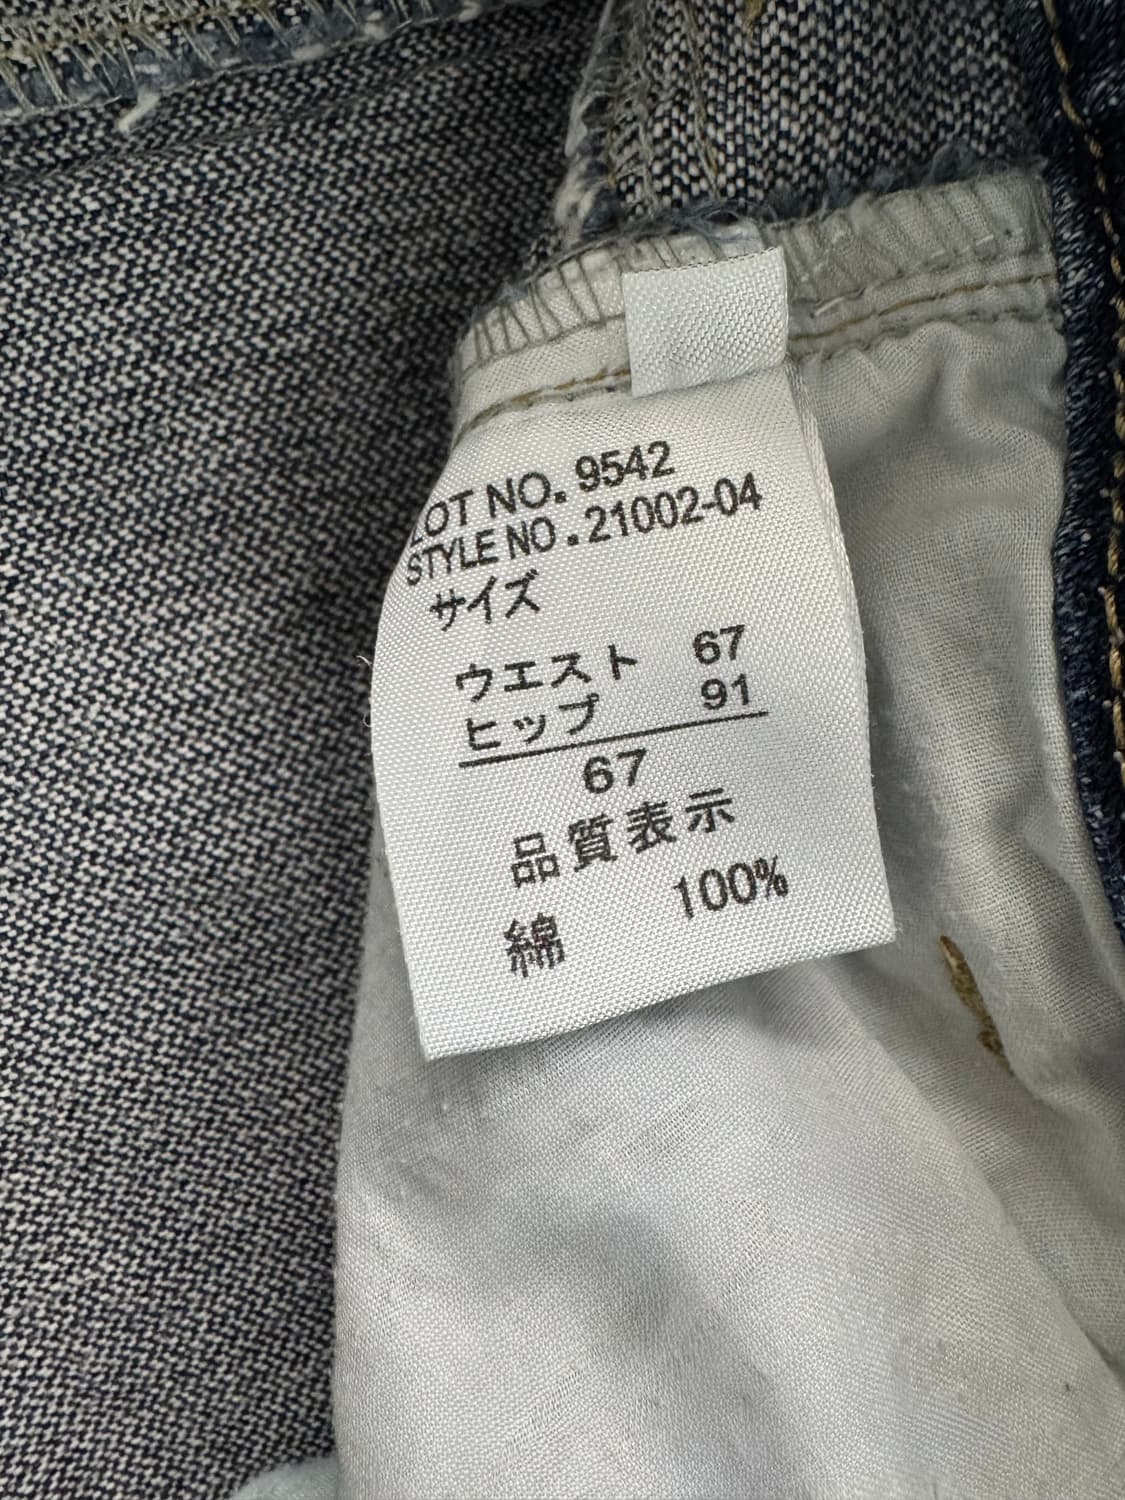 LOT NO. 9542
STYLE NO. 21002-04
サイズ
ウエスト 67
ヒップ 91
67
品質表示
綿 100%